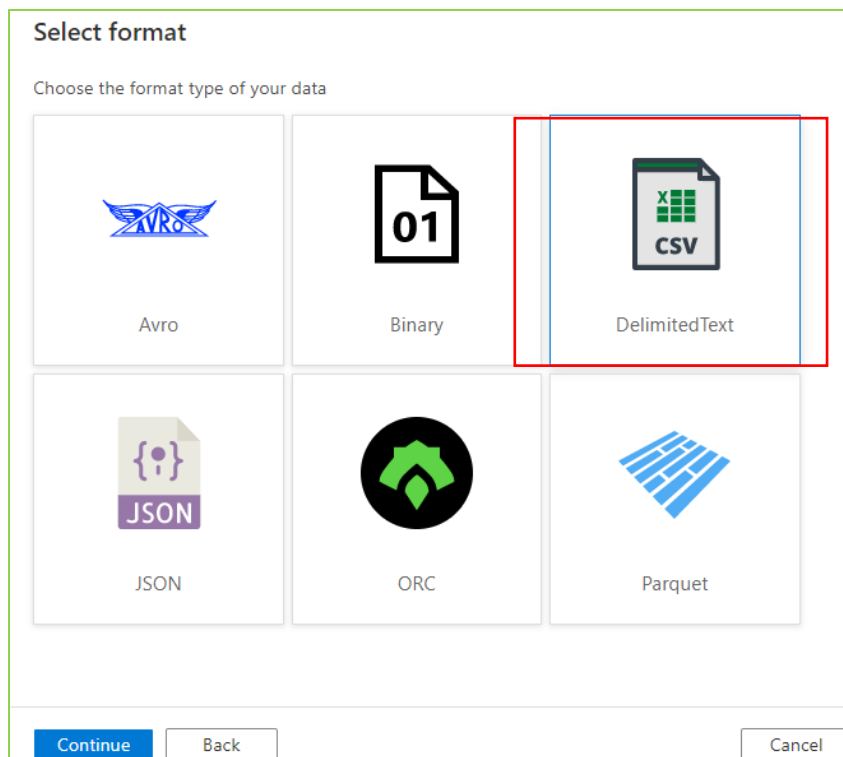 Select format
Choose the format type of your data
AVRO
01
X
CSV
Avro
Binary
DelimitedText
{:}
JSON
JSON
ORC
Parquet
Continue
Back
Cancel